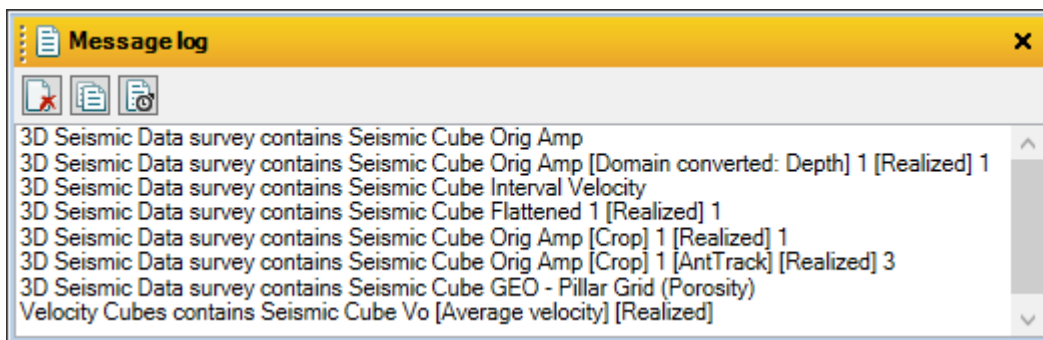 Message log
3D Seismic Data survey contains Seismic Cube Orig Amp
3D Seismic Data survey contains Seismic Cube Orig Amp [Domain converted: Depth] 1 [Realized] 1
3D Seismic Data survey contains Seismic Cube Interval Velocity
3D Seismic Data survey contains Seismic Cube Flattened 1 [Realized] 1
3D Seismic Data survey contains Seismic Cube Orig Amp [Crop] 1 [Realized] 1
3D Seismic Data survey contains Seismic Cube Orig Amp [Crop] 1 [AntTrack] [Realized] 3
3D Seismic Data survey contains Seismic Cube GEO - Pillar Grid (Porosity)
Velocity Cubes contains Seismic Cube Vo [Average velocity] [Realized]